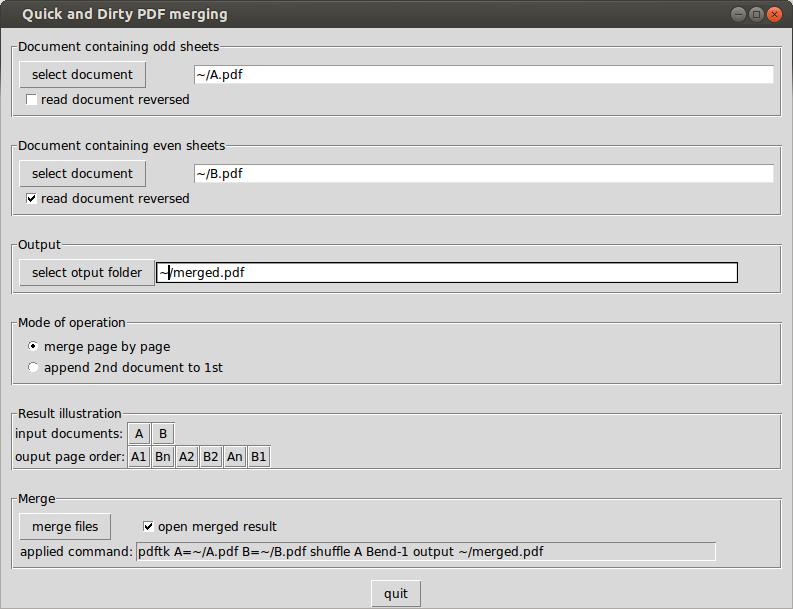 Quick and Dirty PDF merging
Document containing odd sheets
select document ~/A.pdf
read document reversed
Document containing even sheets
select document ~/B.pdf
read document reversed
Output
select otput folder ~/merged.pdf
Mode of operation
merge page by page
append 2nd document to 1st
Result illustration
input documents: A B
ouput page order: A1 Bn A2 B2 An B1
Merge
merge files open merged result
applied command: pdftk A=~/A.pdf B=~/B.pdf shuffle A Bend-1 output ~/merged.pdf
quit